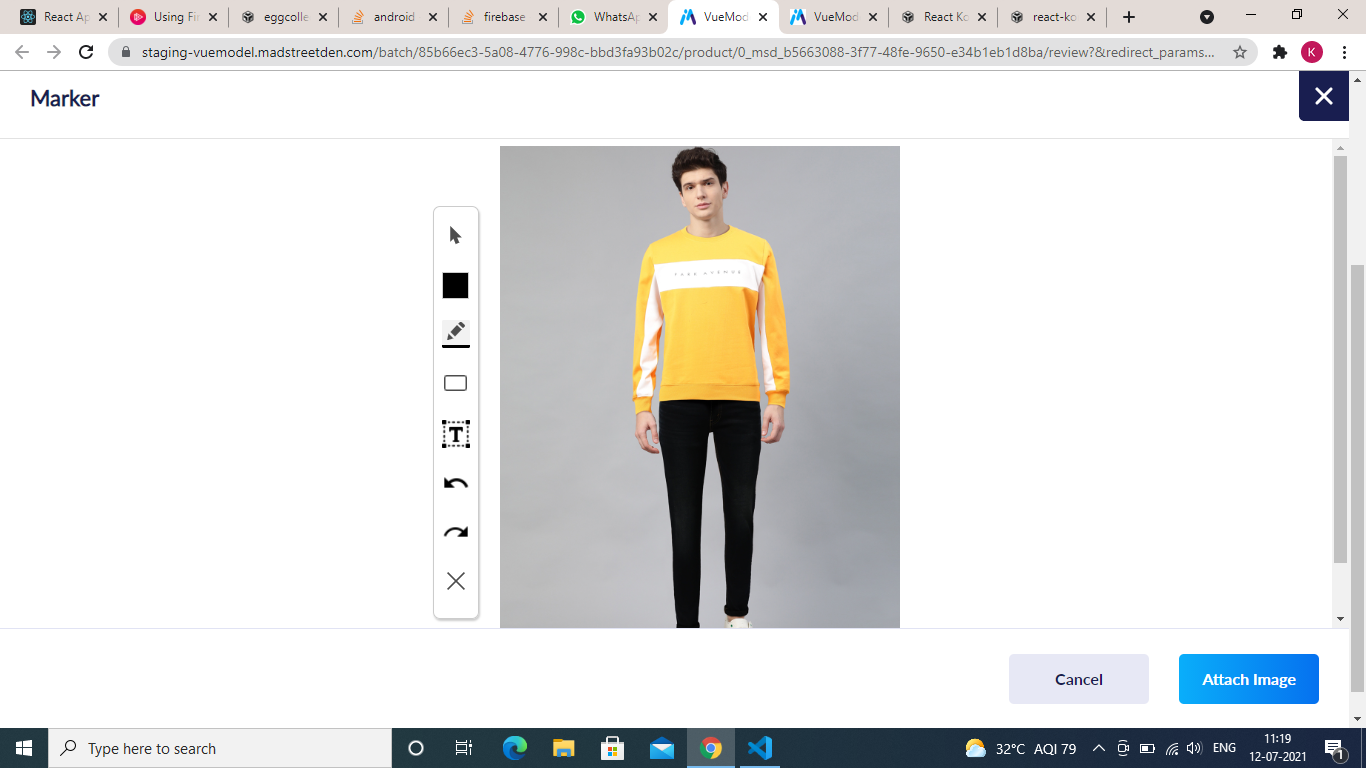 React Ap
Using Fir
eggcolle
android
firebase
WhatsAp
VueMod
VueMod
React Ko
react-ko
K
staging-vuemodel.madstreetden.com/batch/85b66ec3-5a08-4776-998c-bbd3fa93b02c/product/0_msd_b5663088-3f77-48fe-9650-e34b1eb1d8ba/review?&redirect_params...
Marker
PARK AVENUE
T
Cancel
Attach Image
Type here to search
32°C AQI 79
ENG
11:19
12-07-2021
1